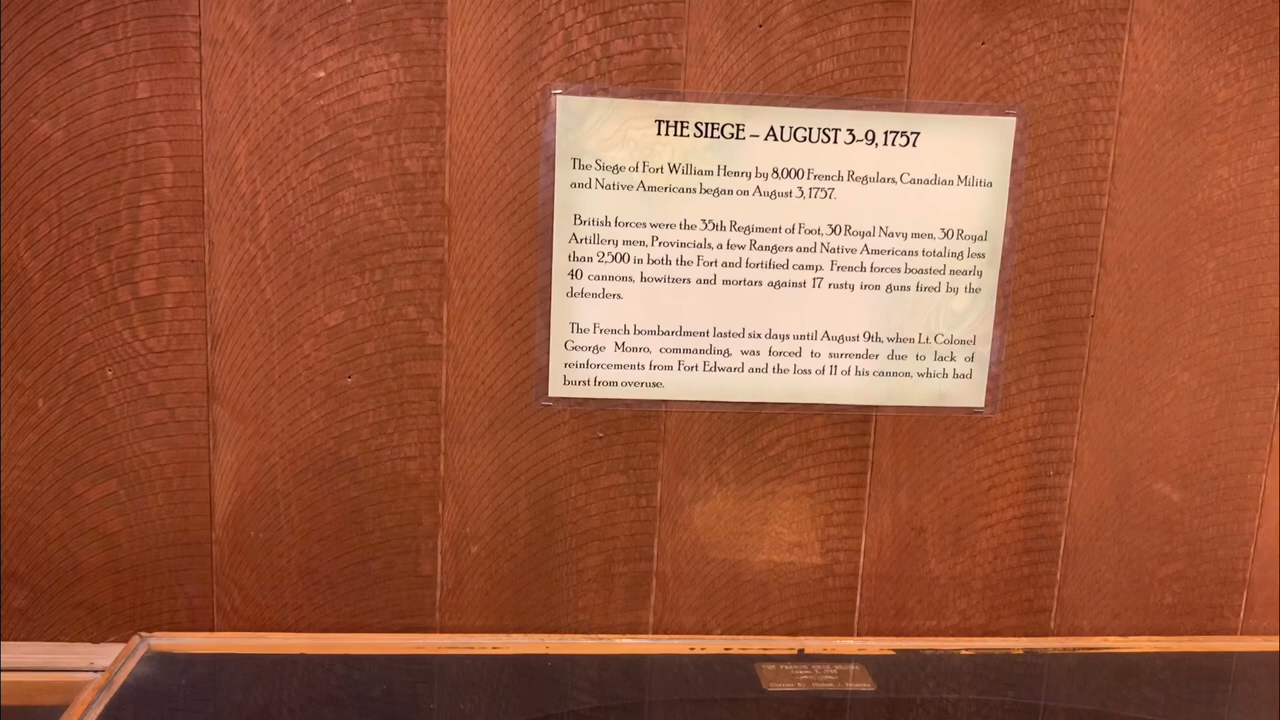 THE SIEGE – AUGUST 3-9, 1757
The Siege of Fort William Henry by 8,000 French Regulars, Canadian Militia
and Native Americans began on August 3, 1757.
British forces were the 35th Regiment of Foot, 30 Royal Navy men, 30 Royal
Artillery men, Provincials, a few Rangers and Native Americans totaling less
than 2,500 in both the Fort and fortified camp. French forces boasted nearly
40 cannons, howitzers and mortars against 17 rusty iron guns fired by the
defenders.
The French bombardment lasted six days until August 9th, when Lt. Colonel
George Monro, commanding, was forced to surrender due to lack of
reinforcements from Fort Edward and the loss of 11 of his cannon, which had
burst from overuse.
THE FRENCH